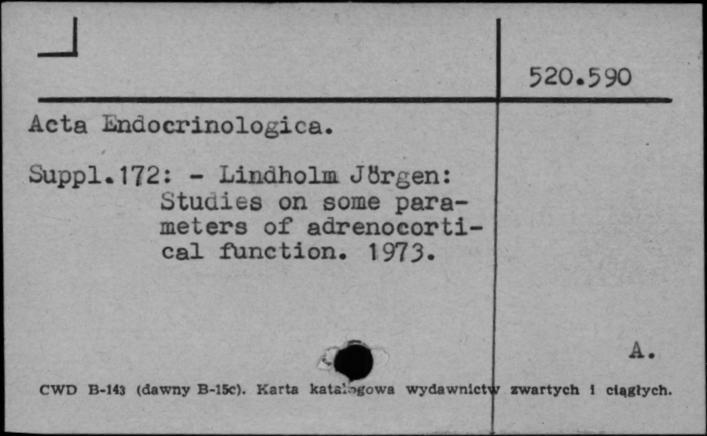 520.590
Acta Endocrinologica.
Suppl.172: - Lindholm Jörgen:
Studies on some para-
meters of adrenocorti-
cal function. 1973.
A.
CWD B-143 (dawny B-15c). Karta katalogowa wydawnictw zwartych i ciągłych.